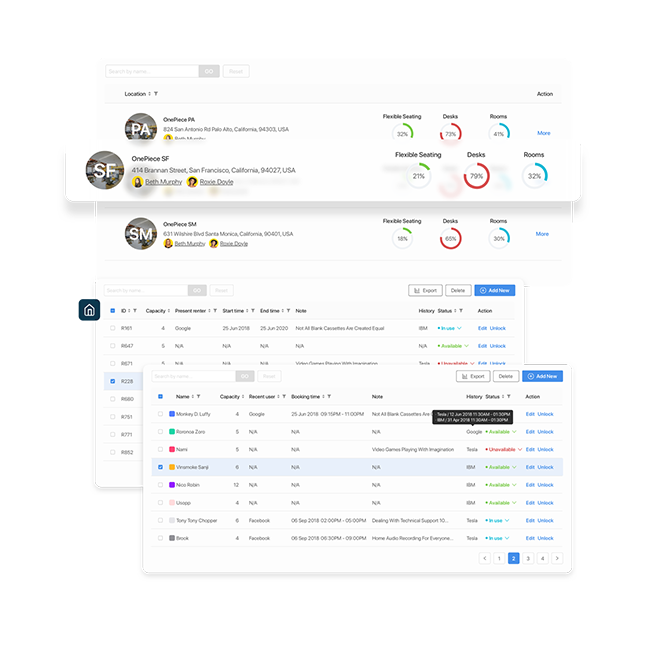 Search by name... GO Reset
Location Action
Flexible Seating Desks Rooms
PA OnePiece PA
824 San Antonio Rd Palo Alto, California, 94303, USA 32% 73% 41% More
Beth Murphy
Flexible Seating Desks Rooms
SF OnePiece SF
414 Brannan Street, San Francisco, California, 94027, USA 21% 79% 32%
Beth Murphy Roxie Doyle
Flexible Seating Desks Rooms
SM OnePiece SM
631 Wilshire Blvd Santa Monica, California, 90401, USA 18% 65% 30% More
Beth Murphy Roxie Doyle
Search by name... GO Reset Export Delete Add New
ID Capacity Present renter Start time End time Note History Status Action
R161 4 Google 25 Jun 2018 25 Jun 2020 Not All Blank Cassettes Are Created Equal IBM In use Edit Unlock
R647 5 N/A N/A N/A N/A N/A Available Edit Unlock
R671 5 N/A N/A N/A Video Games Playing With Imagination Tesla Unavailable Edit Unlock
R228
R680
R751
R771
R852
Search by name... GO Reset Export Delete Add New
Name Capacity Recent user Booking time Note History Status Action
Tesla / 12 Jun 2018 11:30AM - 01:30PM
IBM / 31 Apr 2018 11:30 AM - 01:30PM
Monkey.D.Luffy 4 Google 25 Jun 2018 09:15PM - 11:00PM Not All Blank Cassettes Are Edit Unlock
Roronoa Zoro 5 N/A N/A N/A Google Available Edit Unlock
Nami 5 N/A N/A Video Games Playing With Imagination Tesla Unavailable Edit Unlock
Vinsmoke Sanji 6 N/A N/A N/A IBM Available Edit Unlock
Nico Robin 12 N/A N/A N/A IBM Available Edit Unlock
Usopp 4 N/A N/A N/A IBM Available Edit Unlock
Tony Tony Chopper 6 Facebook 06 Sep 2018 02:00PM - 05:00PM Dealing With Technical Support 10... Tesla In use Edit Unlock
Brook 4 Facebook 06 Sep 2018 06:30PM - 09:00PM Home Audio Recording For Everyone... Tesla In use Edit Unlock
1 2 3 4